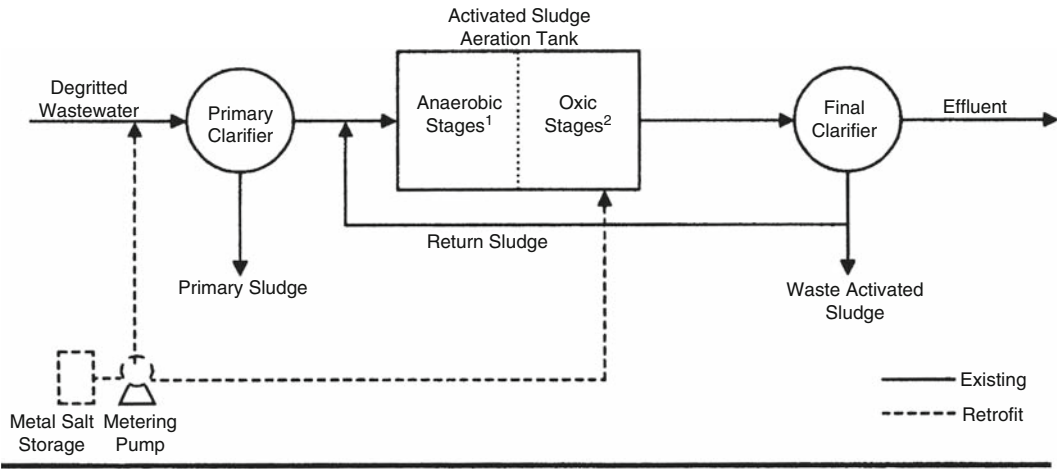 Activated Sludge
Aeration Tank
Degritted
Wastewater
Primary
Clarifier
Anaerobic
Stages¹
Oxic
Stages²
Final
Clarifier
Effluent
Return Sludge
Primary Sludge
Waste Activated
Sludge
Metal Salt
Storage
Metering
Pump
Existing
Retrofit